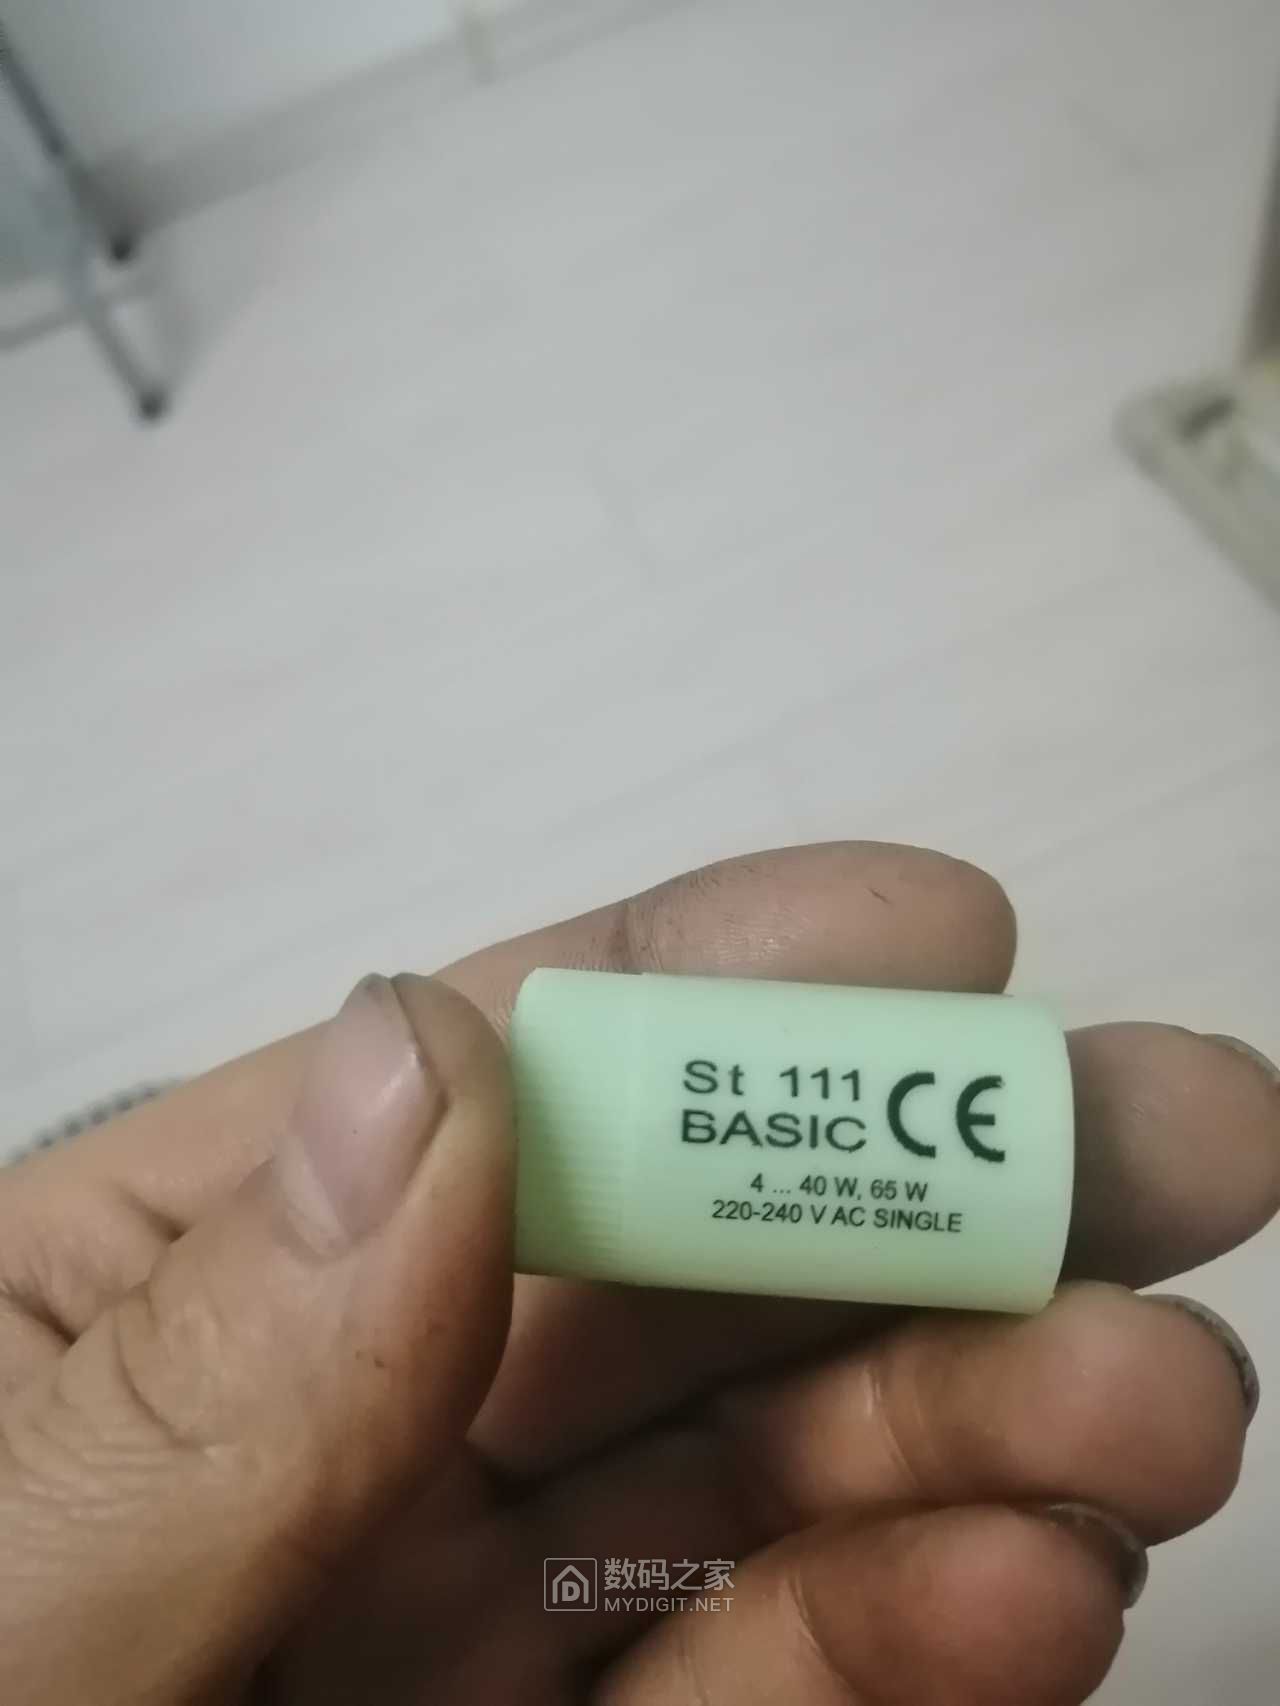 St 111
BASIC CE
4 ... 40 W, 65 W
220-240 V AC SINGLE
数码之家
MYDIGIT.NET